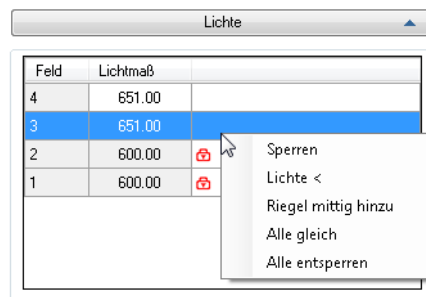 Lichte
Feld Lichtmaß
4 651.00
3 651.00
2 600.00
1 600.00
Sperren
Lichte <
Riegel mittig hinzu
Alle gleich
Alle entsperren